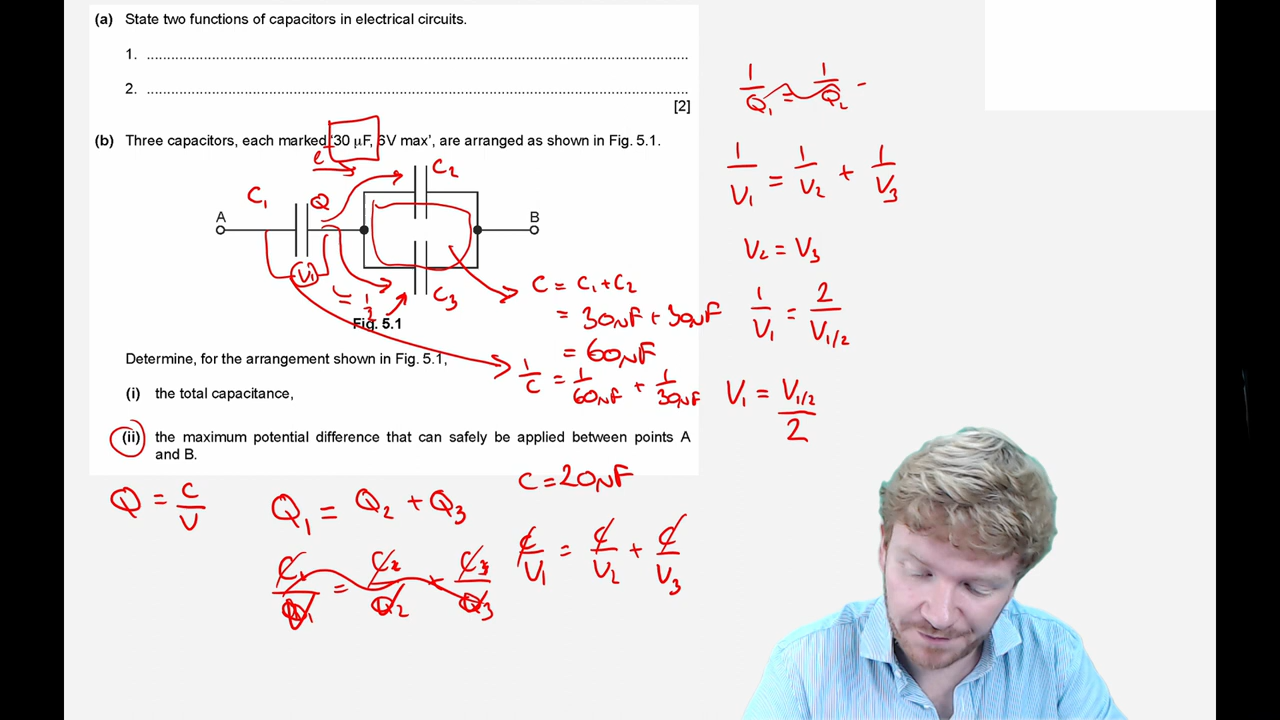 (a) State two functions of capacitors in electrical circuits.
1. ................................................
2. ................................................
[2]
(b) Three capacitors, each marked '30 μF, 6V max', are arranged as shown in Fig. 5.1.
C₁
Q
C₂
A
B
V₁
= 1/3
C₃
Fig. 5.1
C = C₁+C₂
= 30μF + 30μF
= 60μF
1/C = 1/60μF + 1/30μF
Determine, for the arrangement shown in Fig. 5.1,
(i) the total capacitance,
(ii) the maximum potential difference that can safely be applied between points A
and B.
C = 20μF
Q = C/V
Q₁ = Q₂ + Q₃
C₁/Q₁ = C₂/Q₂ + C₃/Q₃
C/V₁ = C/V₂ + C/V₃
1/Q₁ = 1/Q₂ -
1/V₁ = 1/V₂ + 1/V₃
V₂ = V₃
1/V₁ = 2/V₁/₂
V₁ = V₁/₂/2